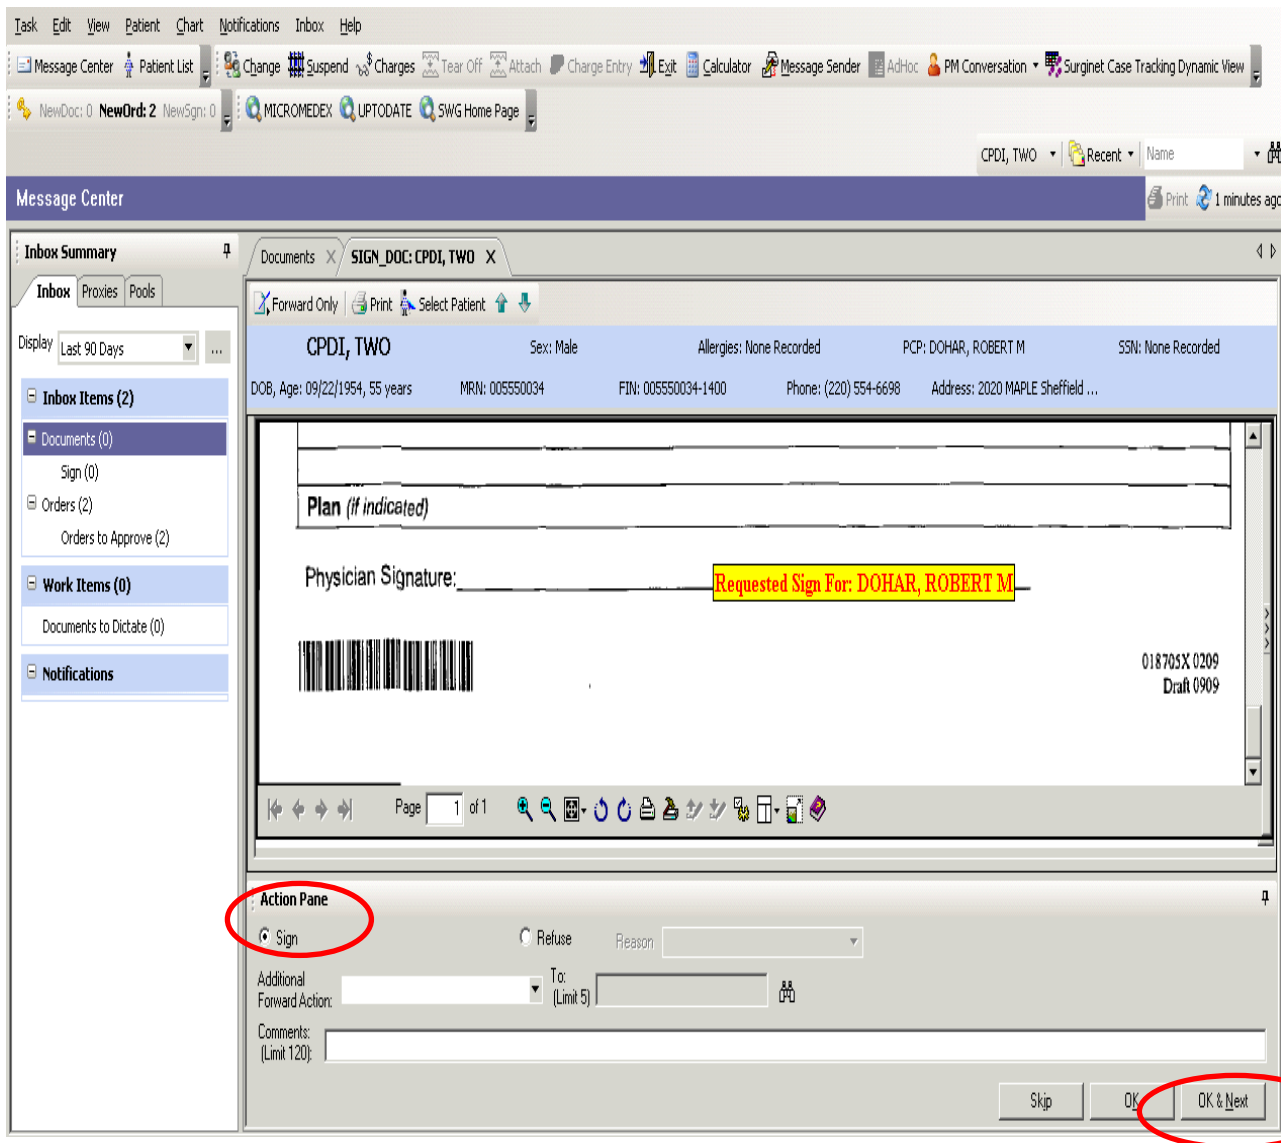 Task Edit View Patient Chart Notifications Inbox Help
Message Center Patient List Change Suspend Charges Tear Off Attach Charge Entry Exit Calculator Message Sender AdHoc PM Conversation Surginet Case Tracking Dynamic View
NewDoc: 0 NewOrd: 2 NewSgn: 0 MICROMEDEX UPTODATE SWG Home Page
CPDI, TWO Recent Name
Message Center Print 1 minutes ago
Inbox Summary
Inbox Proxies Pools
Display Last 90 Days ...
Inbox Items (2)
Documents (0)
Sign (0)
Orders (2)
Orders to Approve (2)
Work Items (0)
Documents to Dictate (0)
Notifications
Documents X SIGN_DOC: CPDI, TWO X
Forward Only Print Select Patient
CPDI, TWO Sex: Male Allergies: None Recorded PCP: DOHAR, ROBERT M SSN: None Recorded
DOB, Age: 09/22/1954, 55 years MRN: 005550034 FIN: 005550034-1400 Phone: (220) 554-6698 Address: 2020 MAPLE Sheffield ...
Plan (if indicated)
Physician Signature: Requested Sign For: DOHAR, ROBERT M
018705X 0209
Draft 0909
Page 1 of 1
Action Pane
Sign Refuse Reason
Additional Forward Action: To: (Limit 5)
Comments: (Limit 120):
Skip OK OK & Next